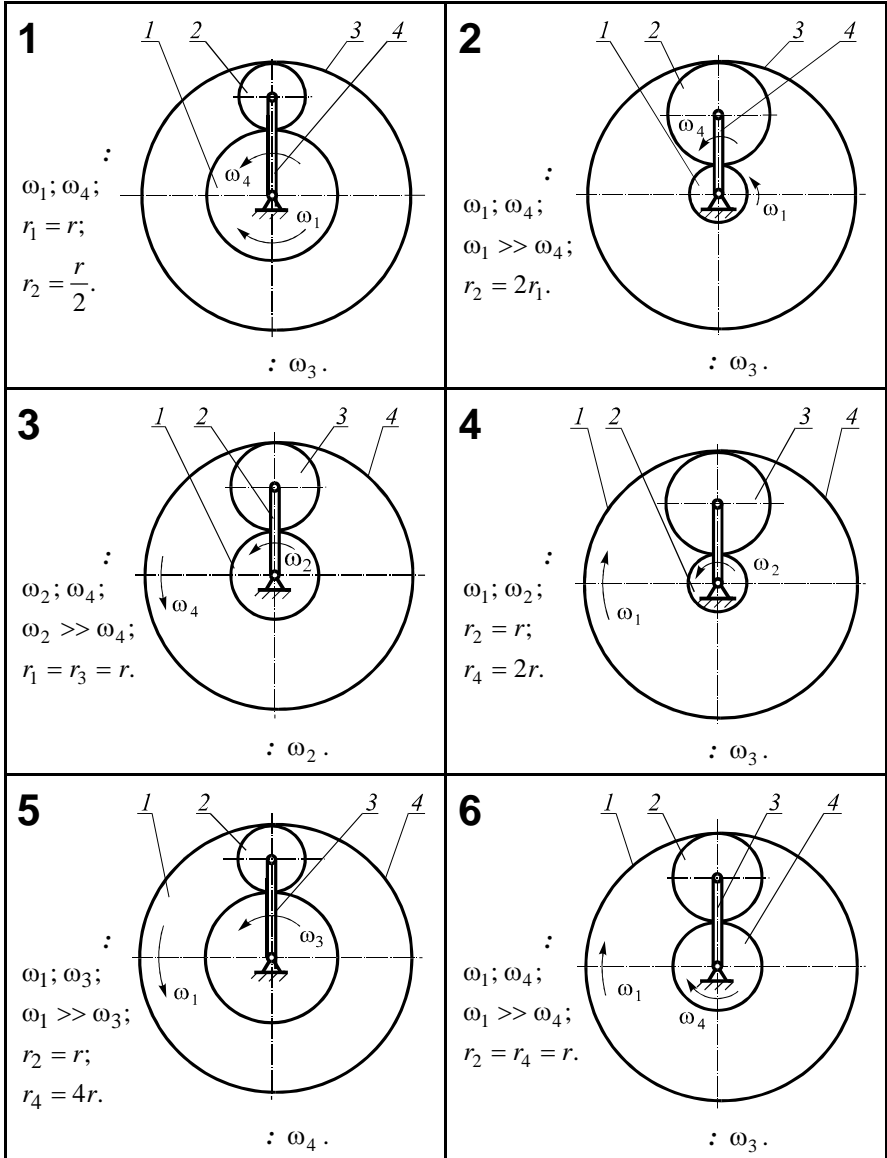 1
1 2 3 4
:
ω₁; ω₄;
r₁ = r;
r₂ = r/2.
ω₄
ω₁
: ω₃.
2
1 2 3 4
:
ω₁; ω₄;
ω₁ >> ω₄;
r₂ = 2r₁.
ω₄
ω₁
: ω₃.
3
1 2 3 4
:
ω₂; ω₄;
ω₂ >> ω₄;
r₁ = r₃ = r.
ω₂
ω₄
: ω₂.
4
1 2 3 4
:
ω₁; ω₂;
r₂ = r;
r₄ = 2r.
ω₂
ω₁
: ω₃.
5
1 2 3 4
:
ω₁; ω₃;
ω₁ >> ω₃;
r₂ = r;
r₄ = 4r.
ω₃
ω₁
: ω₄.
6
1 2 3 4
:
ω₁; ω₄;
ω₁ >> ω₄;
r₂ = r₄ = r.
ω₁
ω₄
: ω₃.